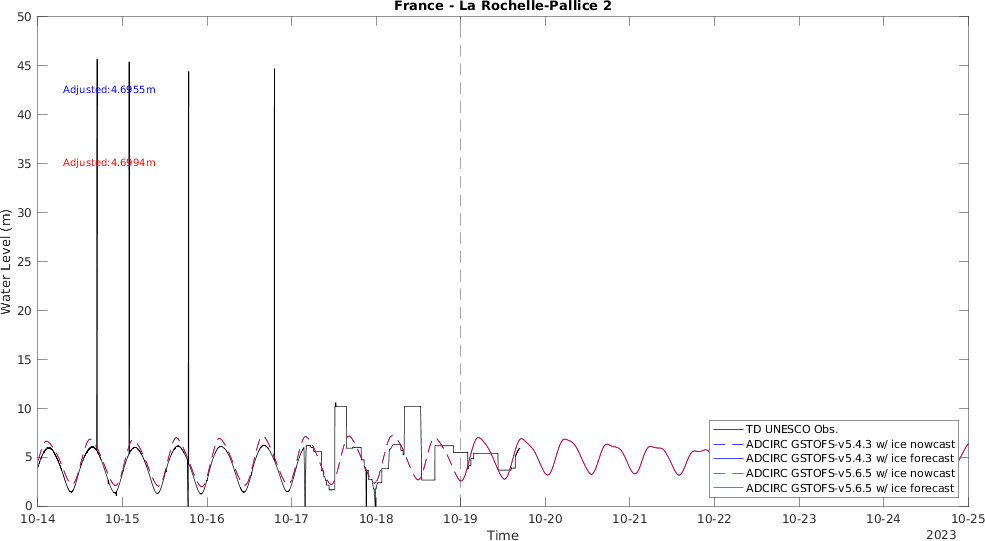 France - La Rochelle-Pallice 2
50
45
40
35
30
25
20
15
10
5
0
Water Level (m)
Adjusted:4.6955m
Adjusted:4.6994m
TD UNESCO Obs.
ADCIRC GSTOFS-v5.4.3 w/ ice nowcast
ADCIRC GSTOFS-v5.4.3 w/ ice forecast
ADCIRC GSTOFS-v5.6.5 w/ ice nowcast
ADCIRC GSTOFS-v5.6.5 w/ ice forecast
10-14 10-15 10-16 10-17 10-18 10-19 10-20 10-21 10-22 10-23 10-24 10-25
Time
2023